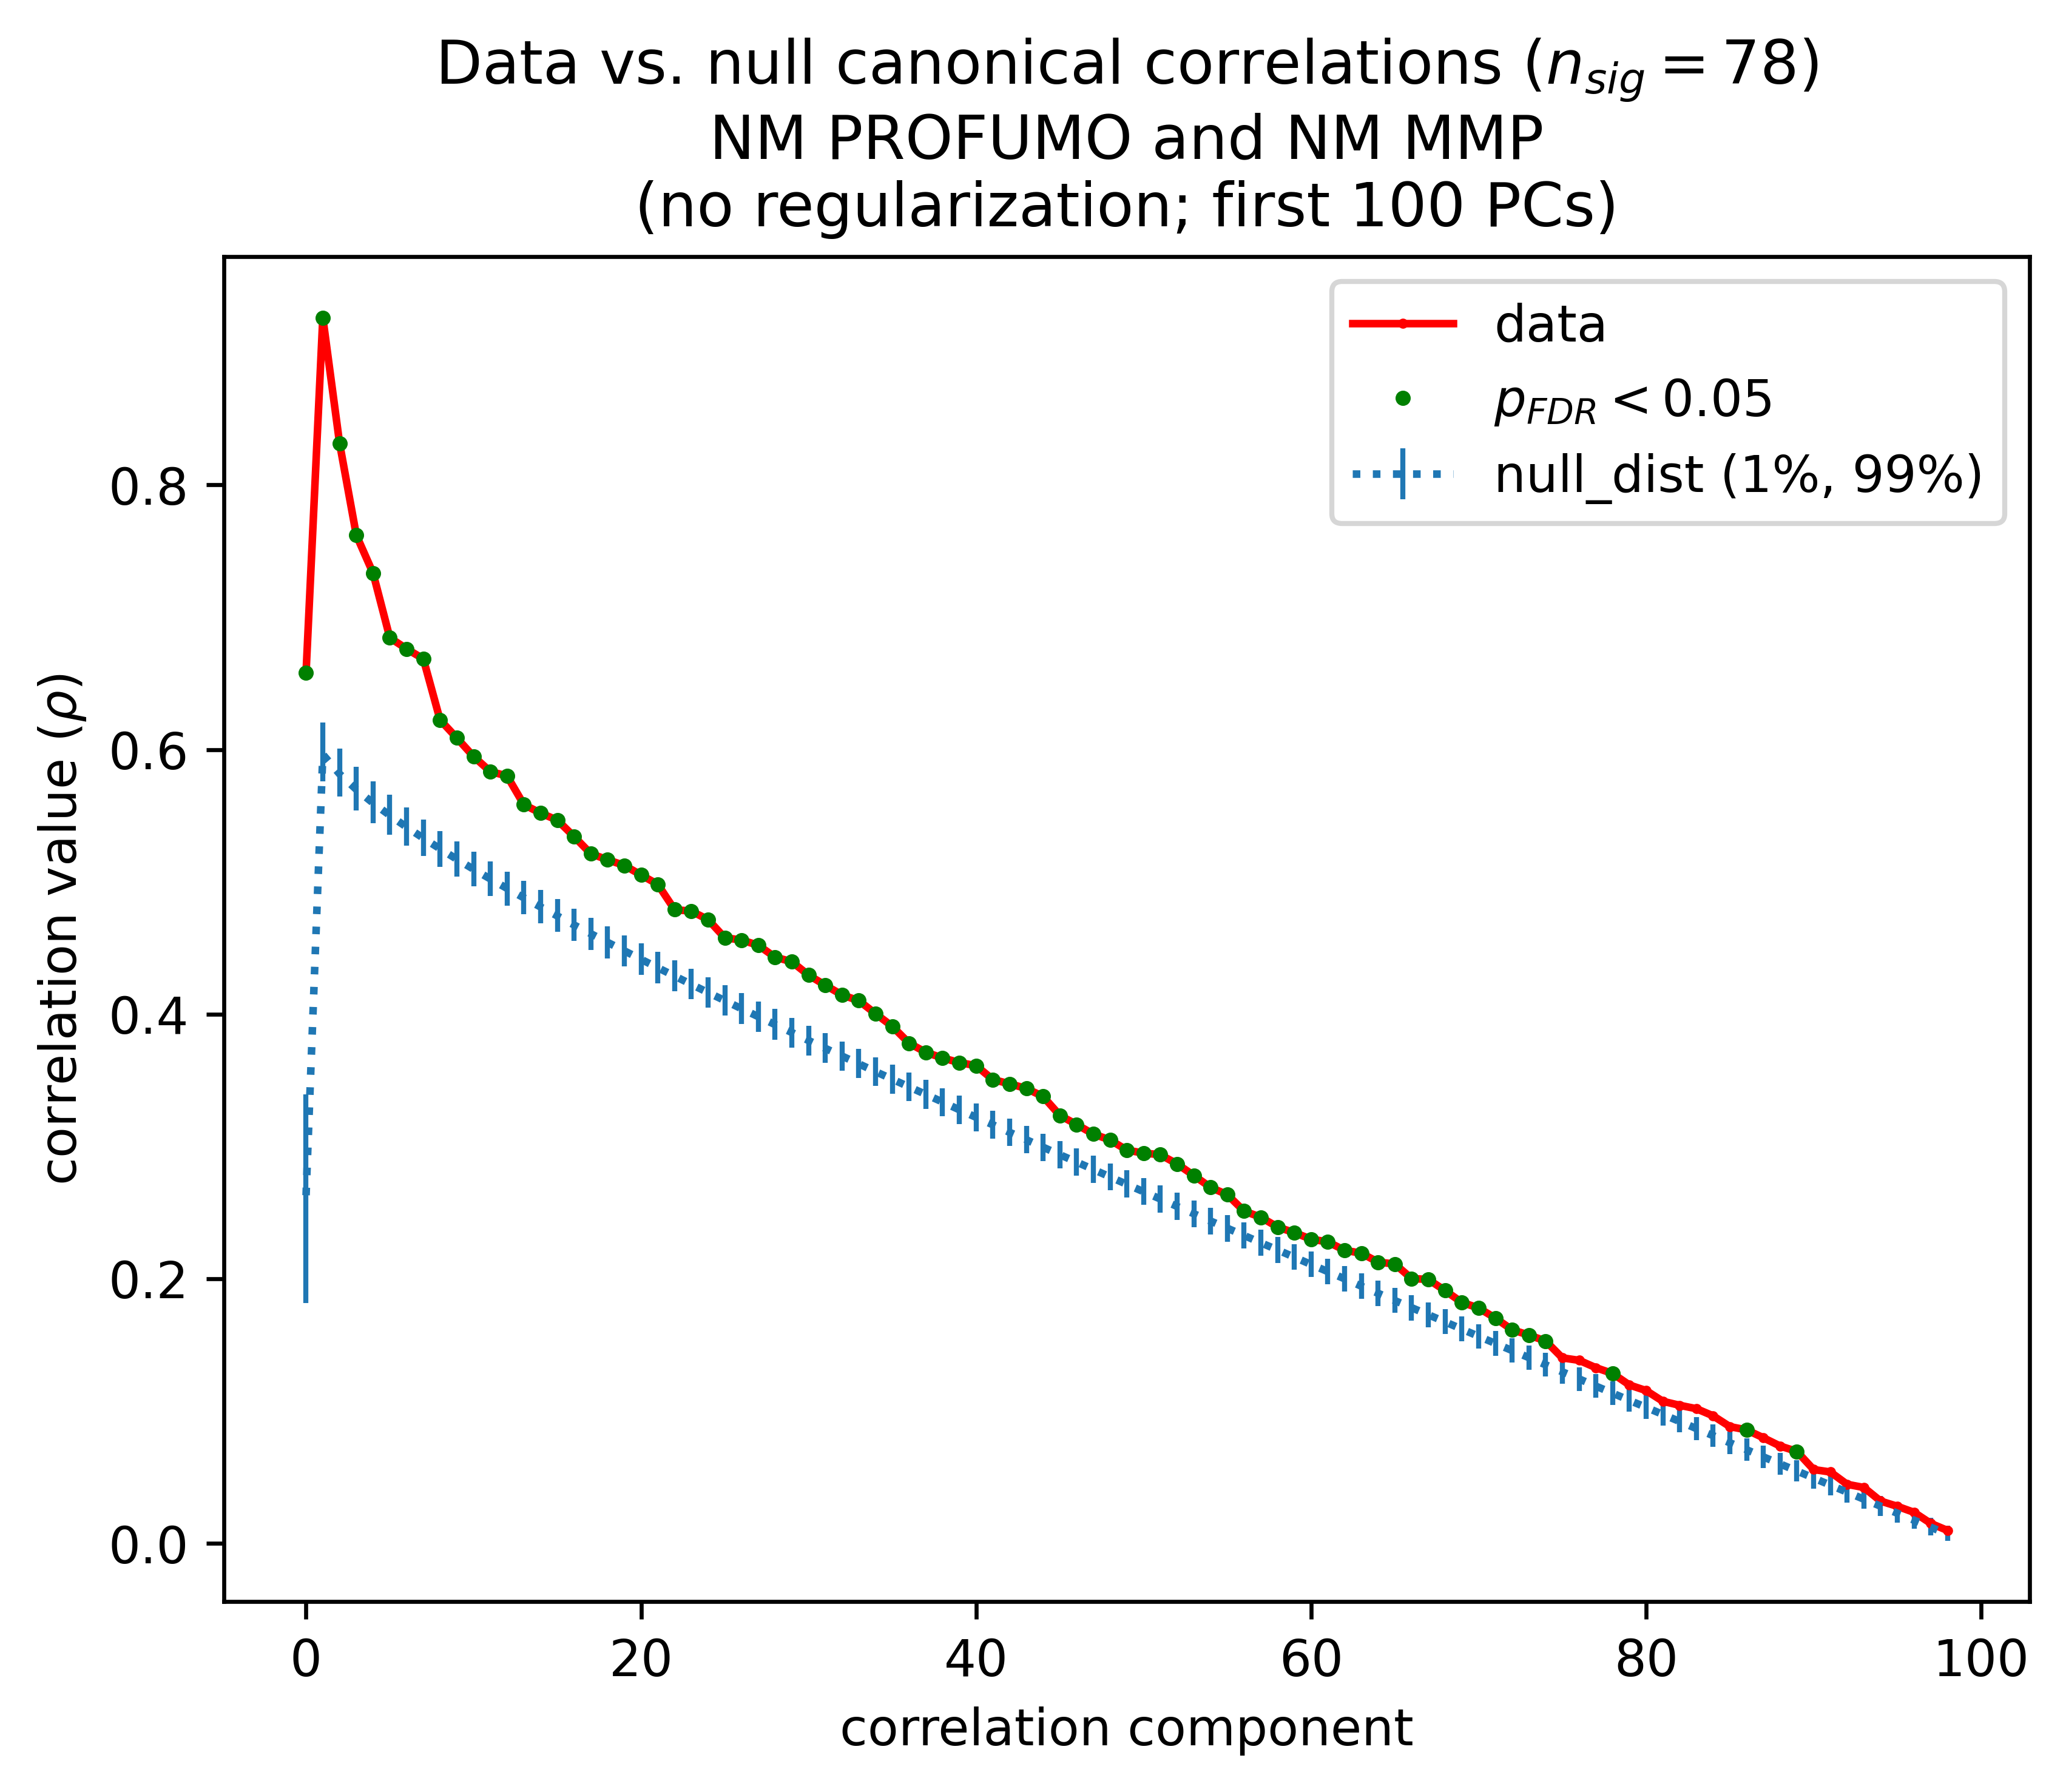 Data vs. null canonical correlations (n_sig = 78)
NM PROFUMO and NM MMP
(no regularization; first 100 PCs)
data
p_FDR < 0.05
null_dist (1%, 99%)
correlation value (ρ)
0.8
0.6
0.4
0.2
0.0
0 20 40 60 80 100
correlation component